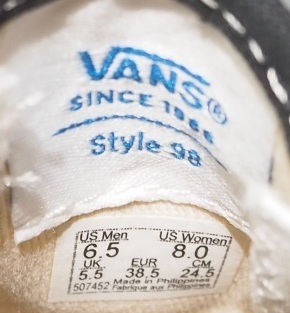 VANS®
SINCE 1966
Style 98
US Men US Women
6.5 8.0
UK EUR CM
5.5 38.5 24.5
Made in Philippines
507452 Fabrique aux Philippines